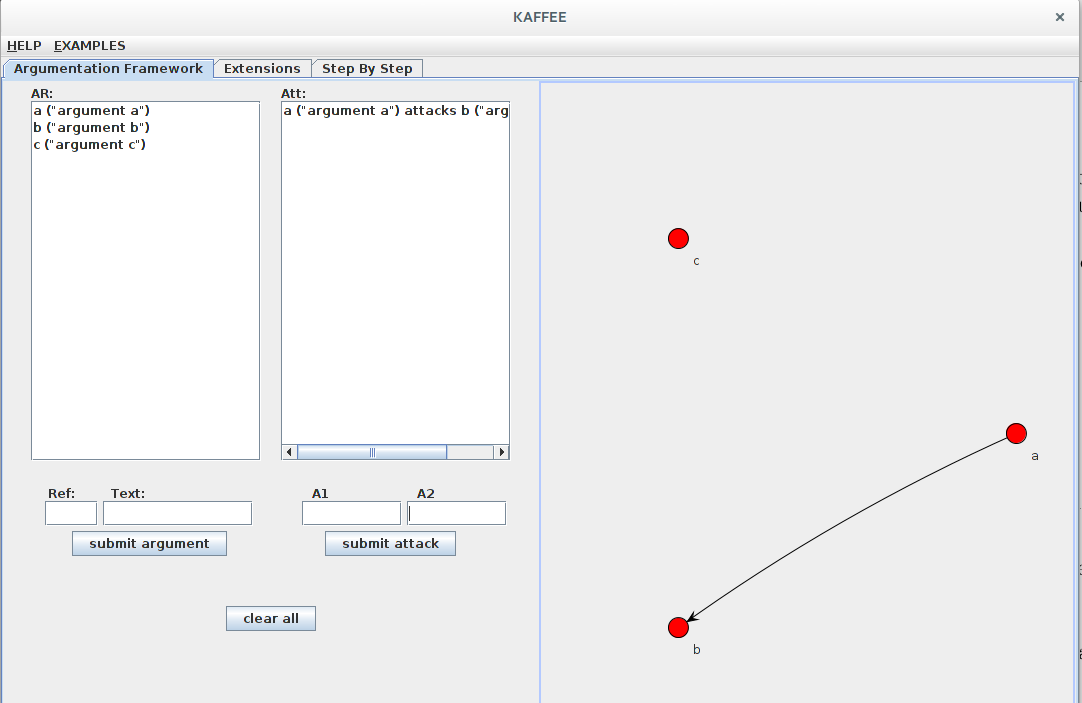 KAFFEE
HELP EXAMPLES
Argumentation Framework Extensions Step By Step
AR:
a ("argument a")
b ("argument b")
c ("argument c")
Att:
a ("argument a") attacks b ("arg
Ref: Text:
submit argument
A1 A2
submit attack
clear all
c
a
b